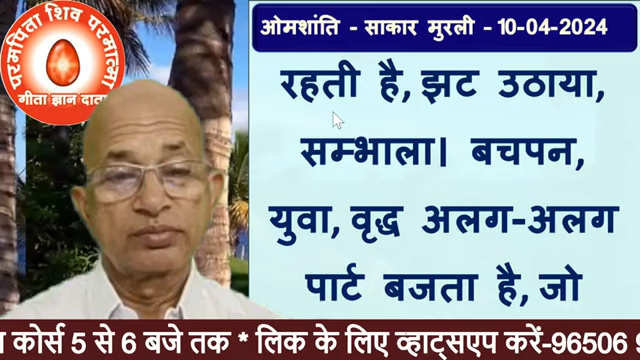 परमपिता शिव परमात्मा
गीता ज्ञान दाता
ओमशांति - साकार मुरली - 10-04-2024
रहती है, झट उठाया,
सम्भाला। बचपन,
युवा, वृद्ध अलग-अलग
पार्ट बजता है, जो
कोर्स 5 से 6 बजे तक * लिक के लिए व्हाट्सएप करें-96506